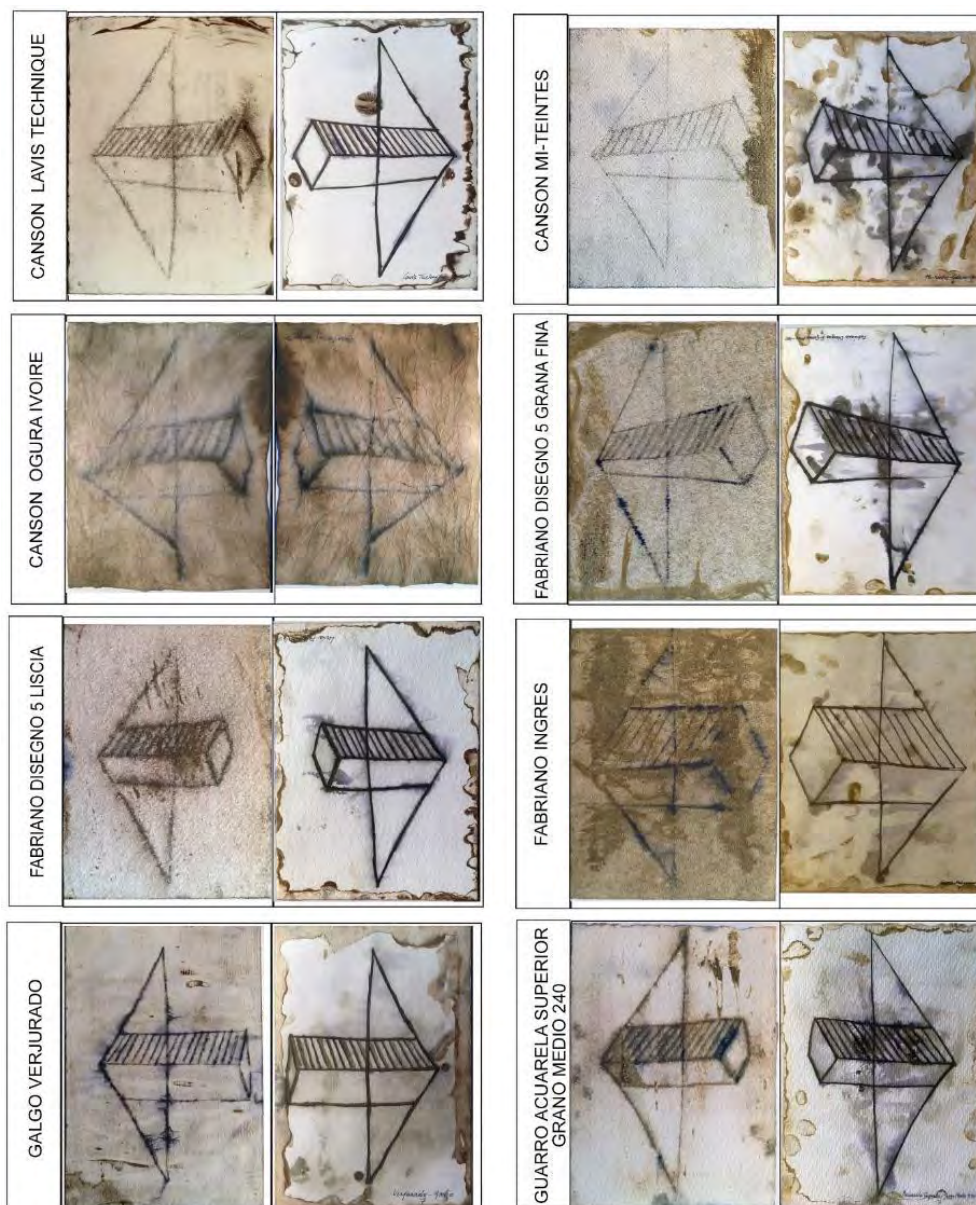 CANSON LAVIS TECHNIQUE
CANSON MI-TEINTES
CANSON OGURA IVOIRE
FABRIANO DISEGNO 5 GRANA FINA
FABRIANO DISEGNO 5 LISCIA
FABRIANO INGRES
GALGO VERJURADO
GUARRO ACUARELA SUPERIOR
GRANO MEDIO 240